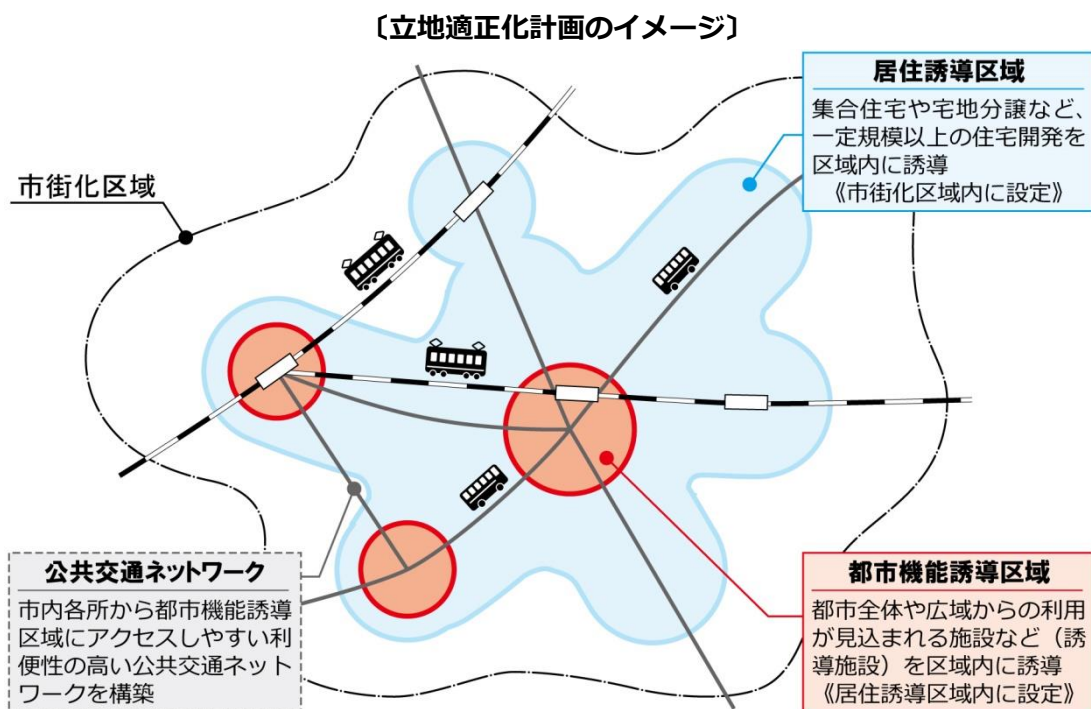 〔立地適正化計画のイメージ〕
居住誘導区域
集合住宅や宅地分譲など、
一定規模以上の住宅開発を
区域内に誘導
《市街化区域内に設定》
市街化区域
公共交通ネットワーク
市内各所から都市機能誘導
区域にアクセスしやすい利
便性の高い公共交通ネット
ワークを構築
都市機能誘導区域
都市全体や広域からの利用
が見込まれる施設など（誘
導施設）を区域内に誘導
《居住誘導区域内に設定》